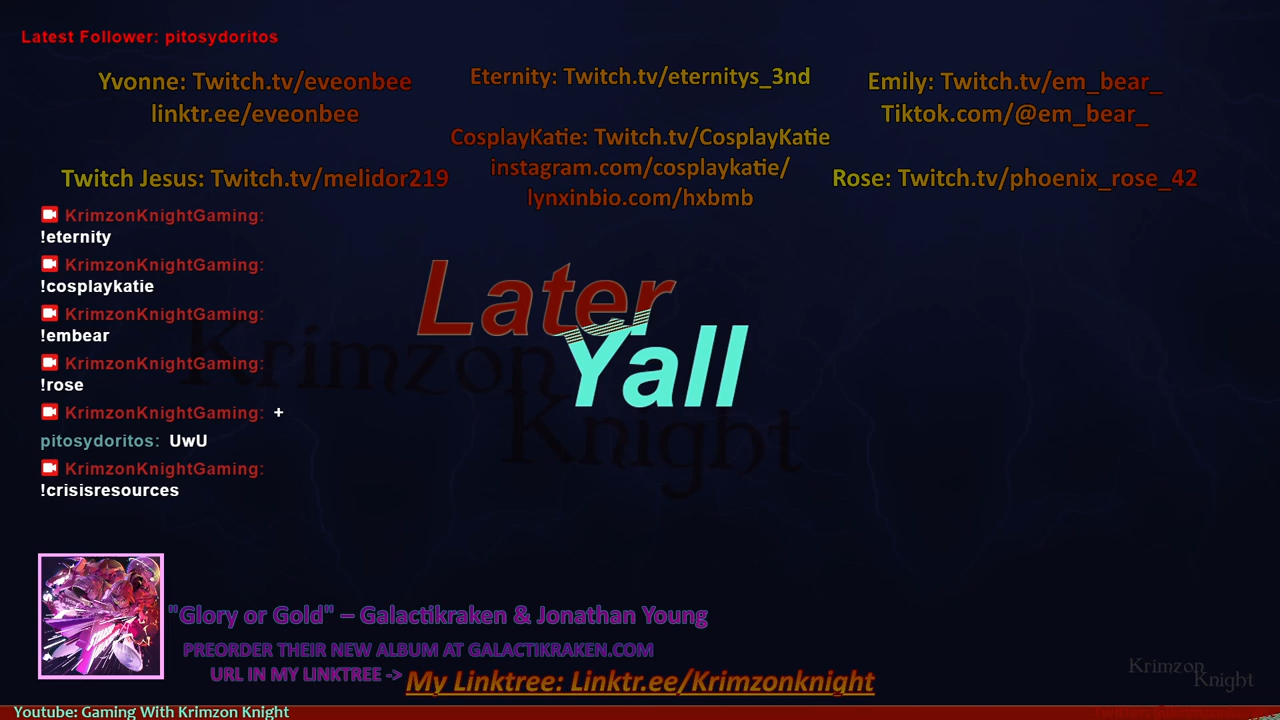 Latest Follower: pitosydoritos
Yvonne: Twitch.tv/eveonbee
linktr.ee/eveonbee
Eternity: Twitch.tv/eternitys_3nd
Emily: Twitch.tv/em_bear_
Tiktok.com/@em_bear_
CosplayKatie: Twitch.tv/CosplayKatie
instagram.com/cosplaykatie/
lynxinbio.com/hxbmb
Twitch Jesus: Twitch.tv/melidor219
Rose: Twitch.tv/phoenix_rose_42
KrimzonKnightGaming:
!eternity
KrimzonKnightGaming:
!cosplaykatie
KrimzonKnightGaming:
!embear
KrimzonKnightGaming:
!rose
KrimzonKnightGaming: +
pitosydoritos: UwU
KrimzonKnightGaming:
!crisisresources
Later
Yall
Krimzon
Knight
"Glory or Gold" – Galactikraken & Jonathan Young
PREORDER THEIR NEW ALBUM AT GALACTIKRAKEN.COM
URL IN MY LINKTREE ->
My Linktree: Linktr.ee/Krimzonknight
Krimzon
Knight
Youtube: Gaming With Krimzon Knight